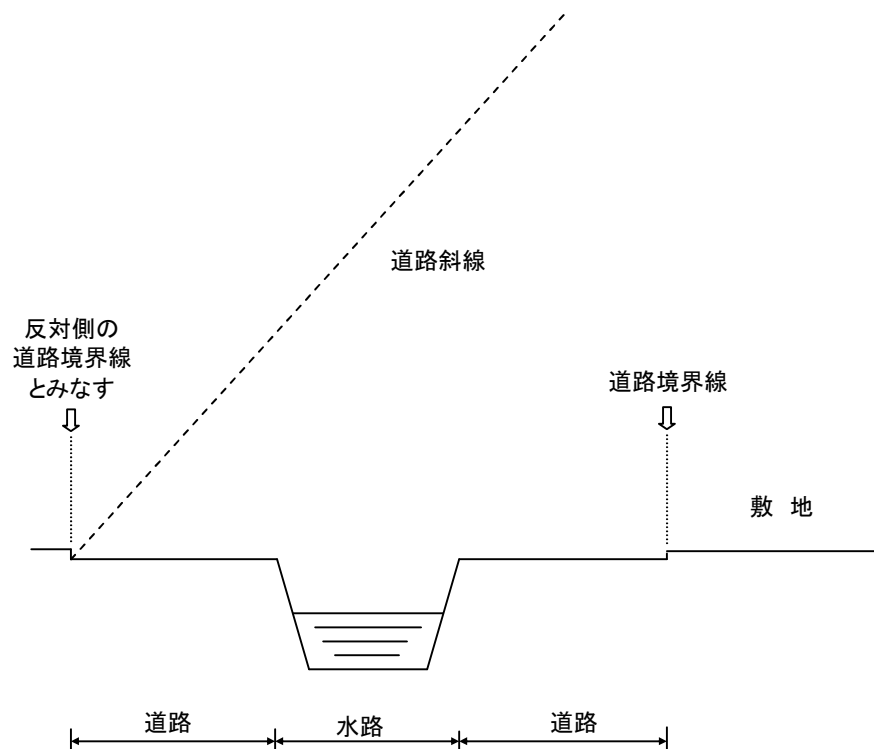 道路斜線
反対側の
道路境界線
とみなす
道路境界線
敷 地
道路
水路
道路